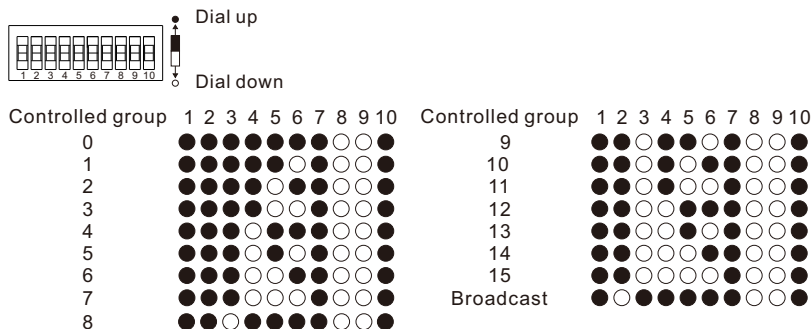 Dial up
1 2 3 4 5 6 7 8 9 10
Dial down
Controlled group 1 2 3 4 5 6 7 8 9 10
0
1
2
3
4
5
6
7
8
Controlled group 1 2 3 4 5 6 7 8 9 10
9
10
11
12
13
14
15
Broadcast